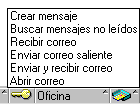 Crear mensaje
Buscar mensajes no leídos
Recibir correo
Enviar correo saliente
Enviar y recibir correo
Abrir correo
Oficina